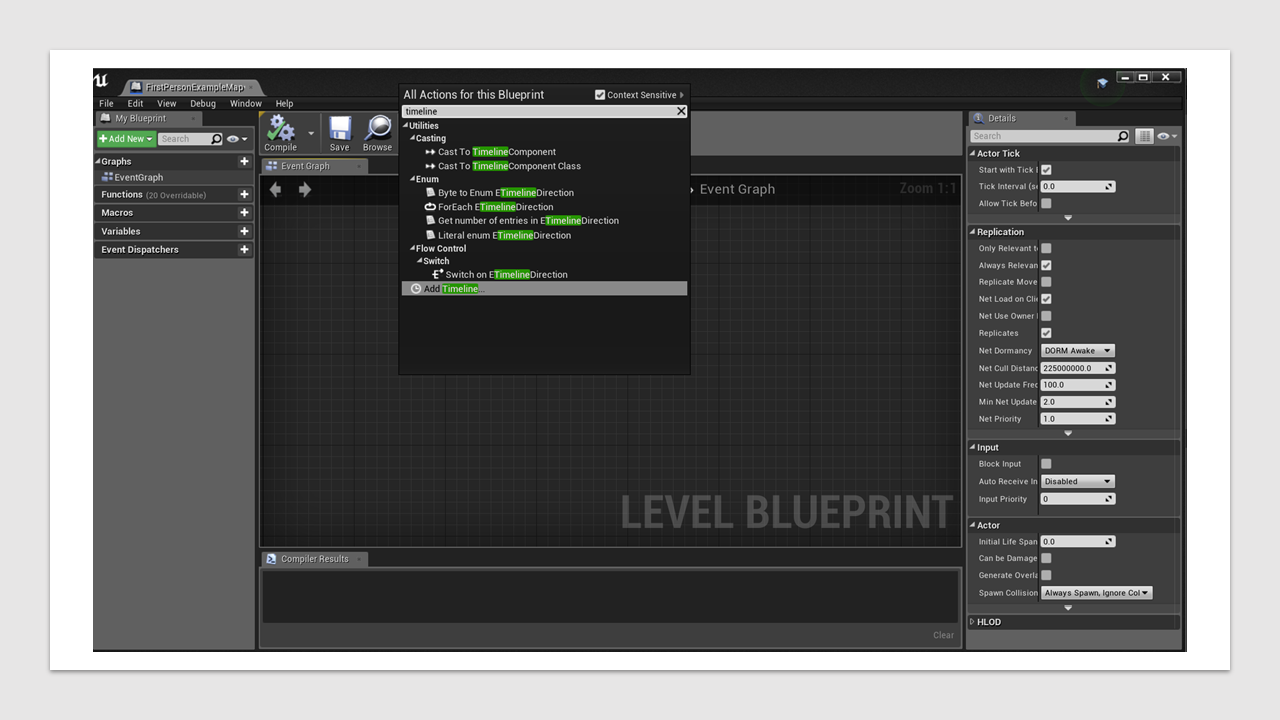 FirstPersonExampleMap
File Edit View Debug Window Help
My Blueprint
Add New
Search
Graphs
EventGraph
Functions (20 Overridable)
Macros
Variables
Event Dispatchers
Compile
Save
Browse
Event Graph
Event Graph
Zoom 1:1
All Actions for this Blueprint
Context Sensitive
timeline
Utilities
Casting
Cast To TimelineComponent
Cast To TimelineComponent Class
Enum
Byte to Enum ETimelineDirection
ForEach ETimelineDirection
Get number of entries in ETimelineDirection
Literal enum ETimelineDirection
Flow Control
Switch
Switch on ETimelineDirection
Add Timeline...
LEVEL BLUEPRINT
Compiler Results
Clear
Details
Search
Actor Tick
Start with Tick
Tick Interval (se 0.0
Allow Tick Befo
Replication
Only Relevant t
Always Relevan
Replicate Move
Net Load on Cli
Net Use Owner
Replicates
Net Dormancy DORM Awake
Net Cull Distanc 225000000.0
Net Update Fre 100.0
Min Net Update 2.0
Net Priority 1.0
Input
Block Input
Auto Receive In Disabled
Input Priority 0
Actor
Initial Life Span 0.0
Can be Damage
Generate Overla
Spawn Collision Always Spawn, Ignore Col
HLOD